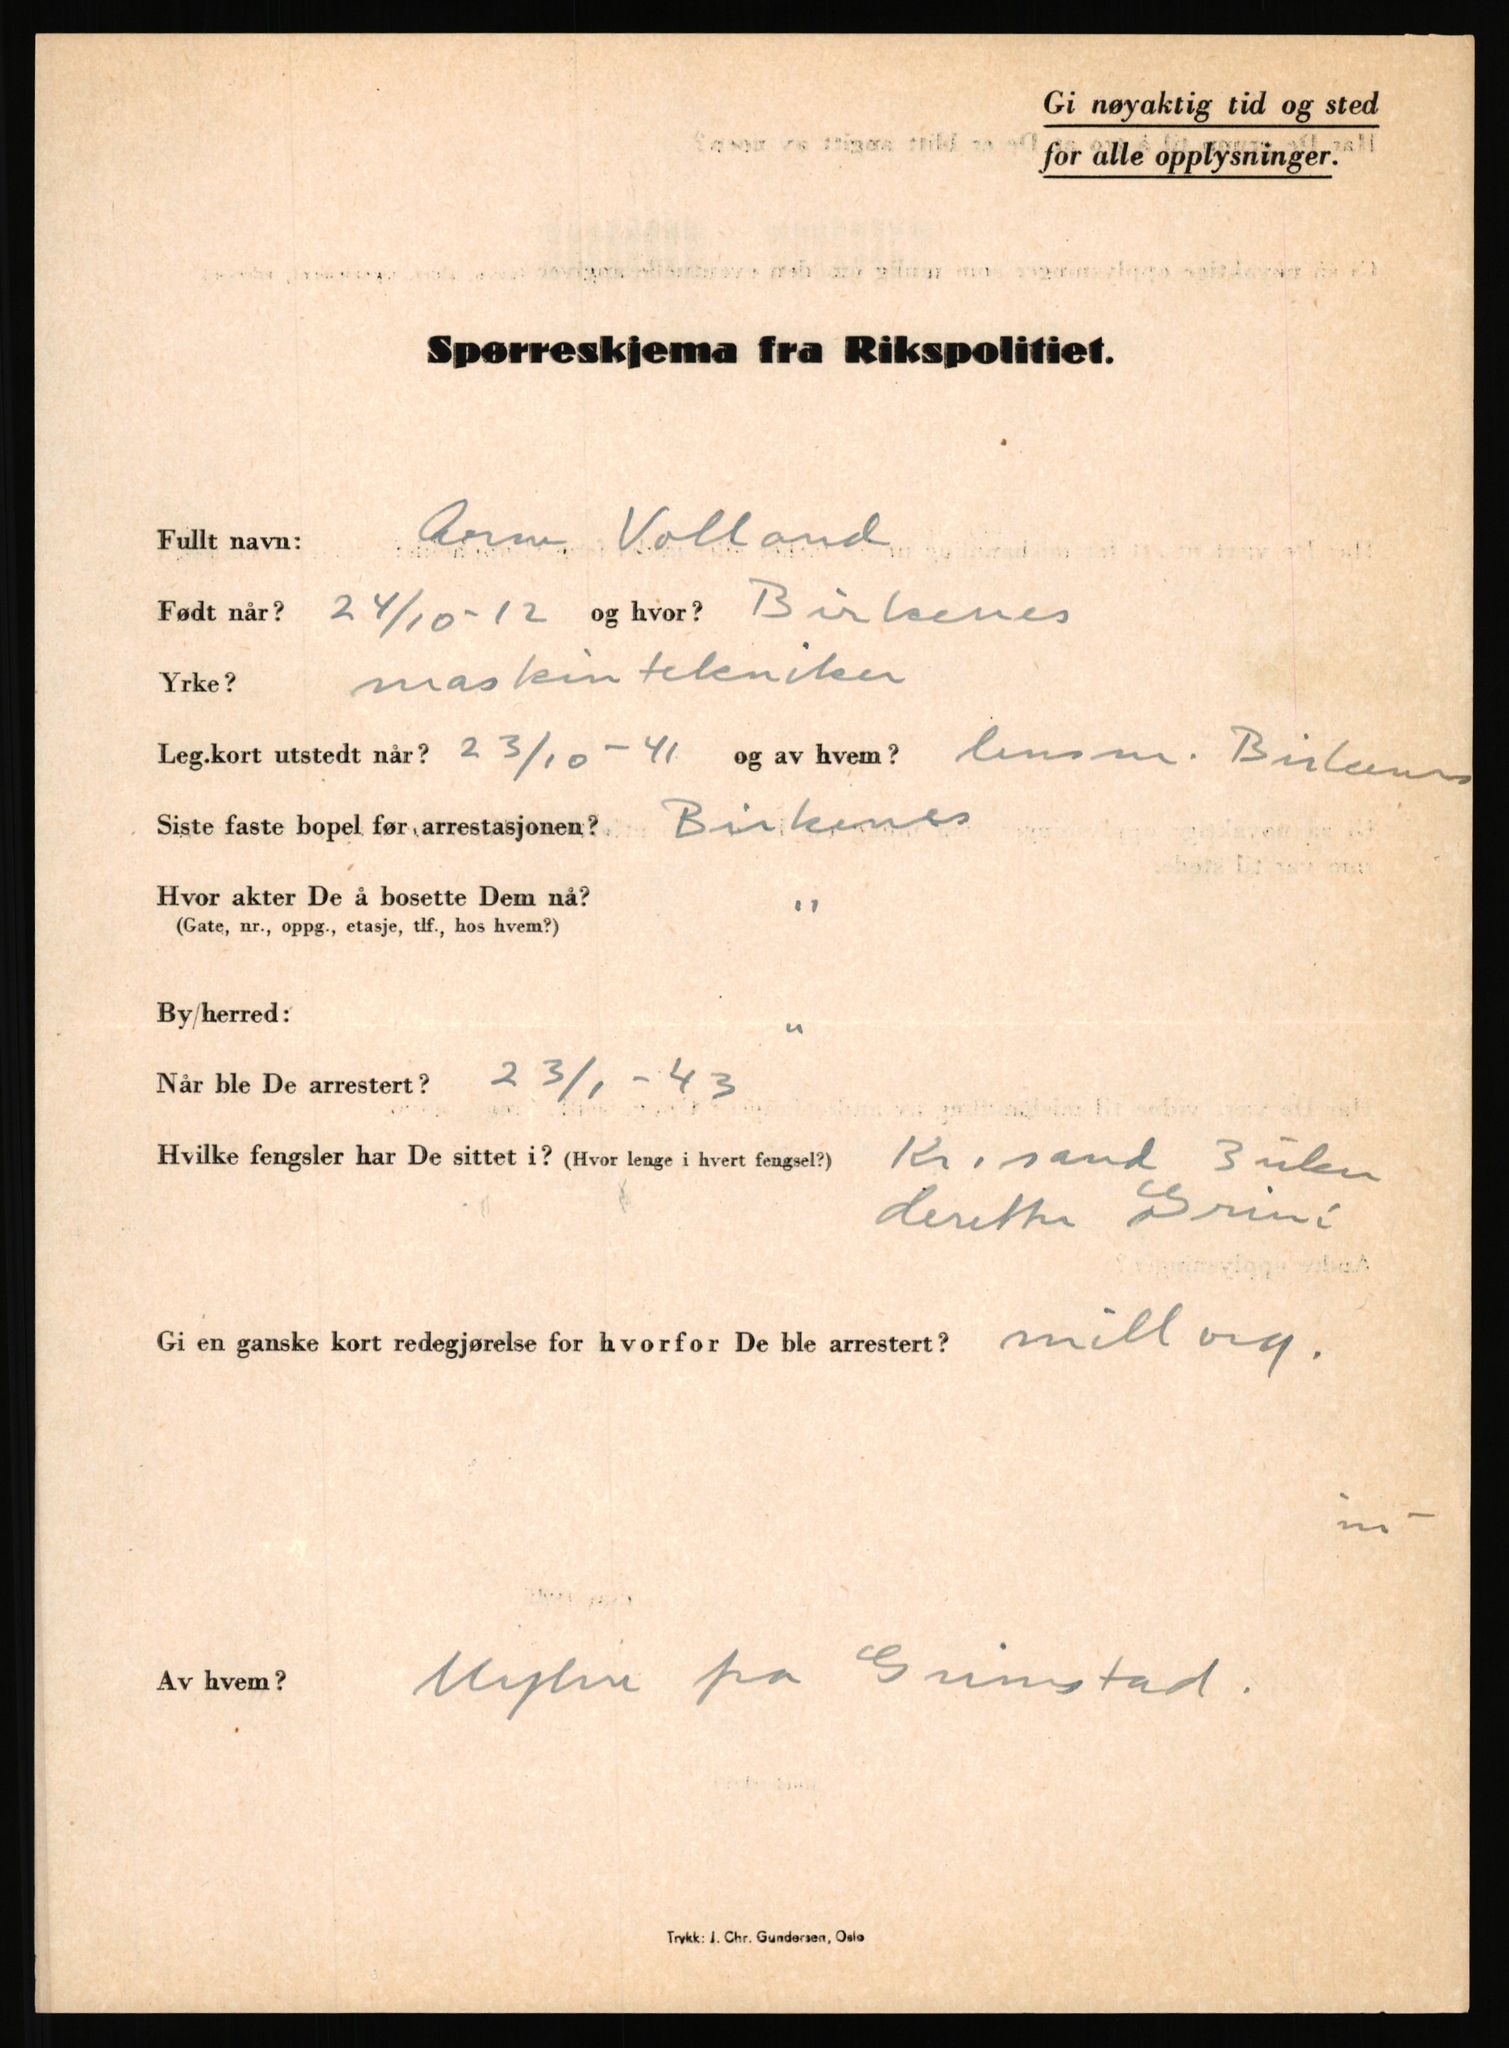 Gi nøyaktig tid og sted
for alle opplysninger.
Spørreskjema fra Rikspolitiet.
Fullt navn: Arne Volland
Født når? 24/10-12 og hvor? Birkenes
Yrke? maskintekniker
Leg.kort utstedt når? 23/10-41 og av hvem? lensm. Birkenes
Siste faste bopel før arrestasjonen? Birkenes
Hvor akter De å bosette Dem nå? "
(Gate, nr., oppg., etasje, tlf., hos hvem?)
By/herred: "
Når ble De arrestert? 23/1-43
Hvilke fengsler har De sittet i? (Hvor lenge i hvert fengsel?) Kr.sand 3 uker
deretter Grini
Gi en ganske kort redegjørelse for hvorfor De ble arrestert? mill org.
Av hvem? fra Grimstad.
Trykk: J. Chr. Gundersen, Oslo